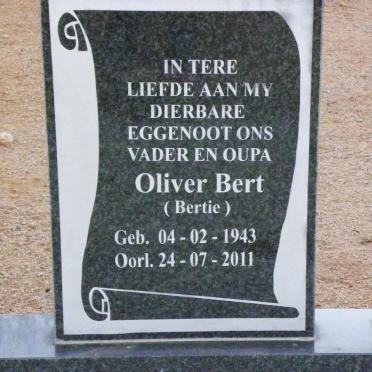 IN TERE
LIEFDE AAN MY
DIERBARE
EGGENOOT ONS
VADER EN OUPA
Oliver Bert
( Bertie )
Geb. 04 - 02 - 1943
Oorl. 24 - 07 - 2011